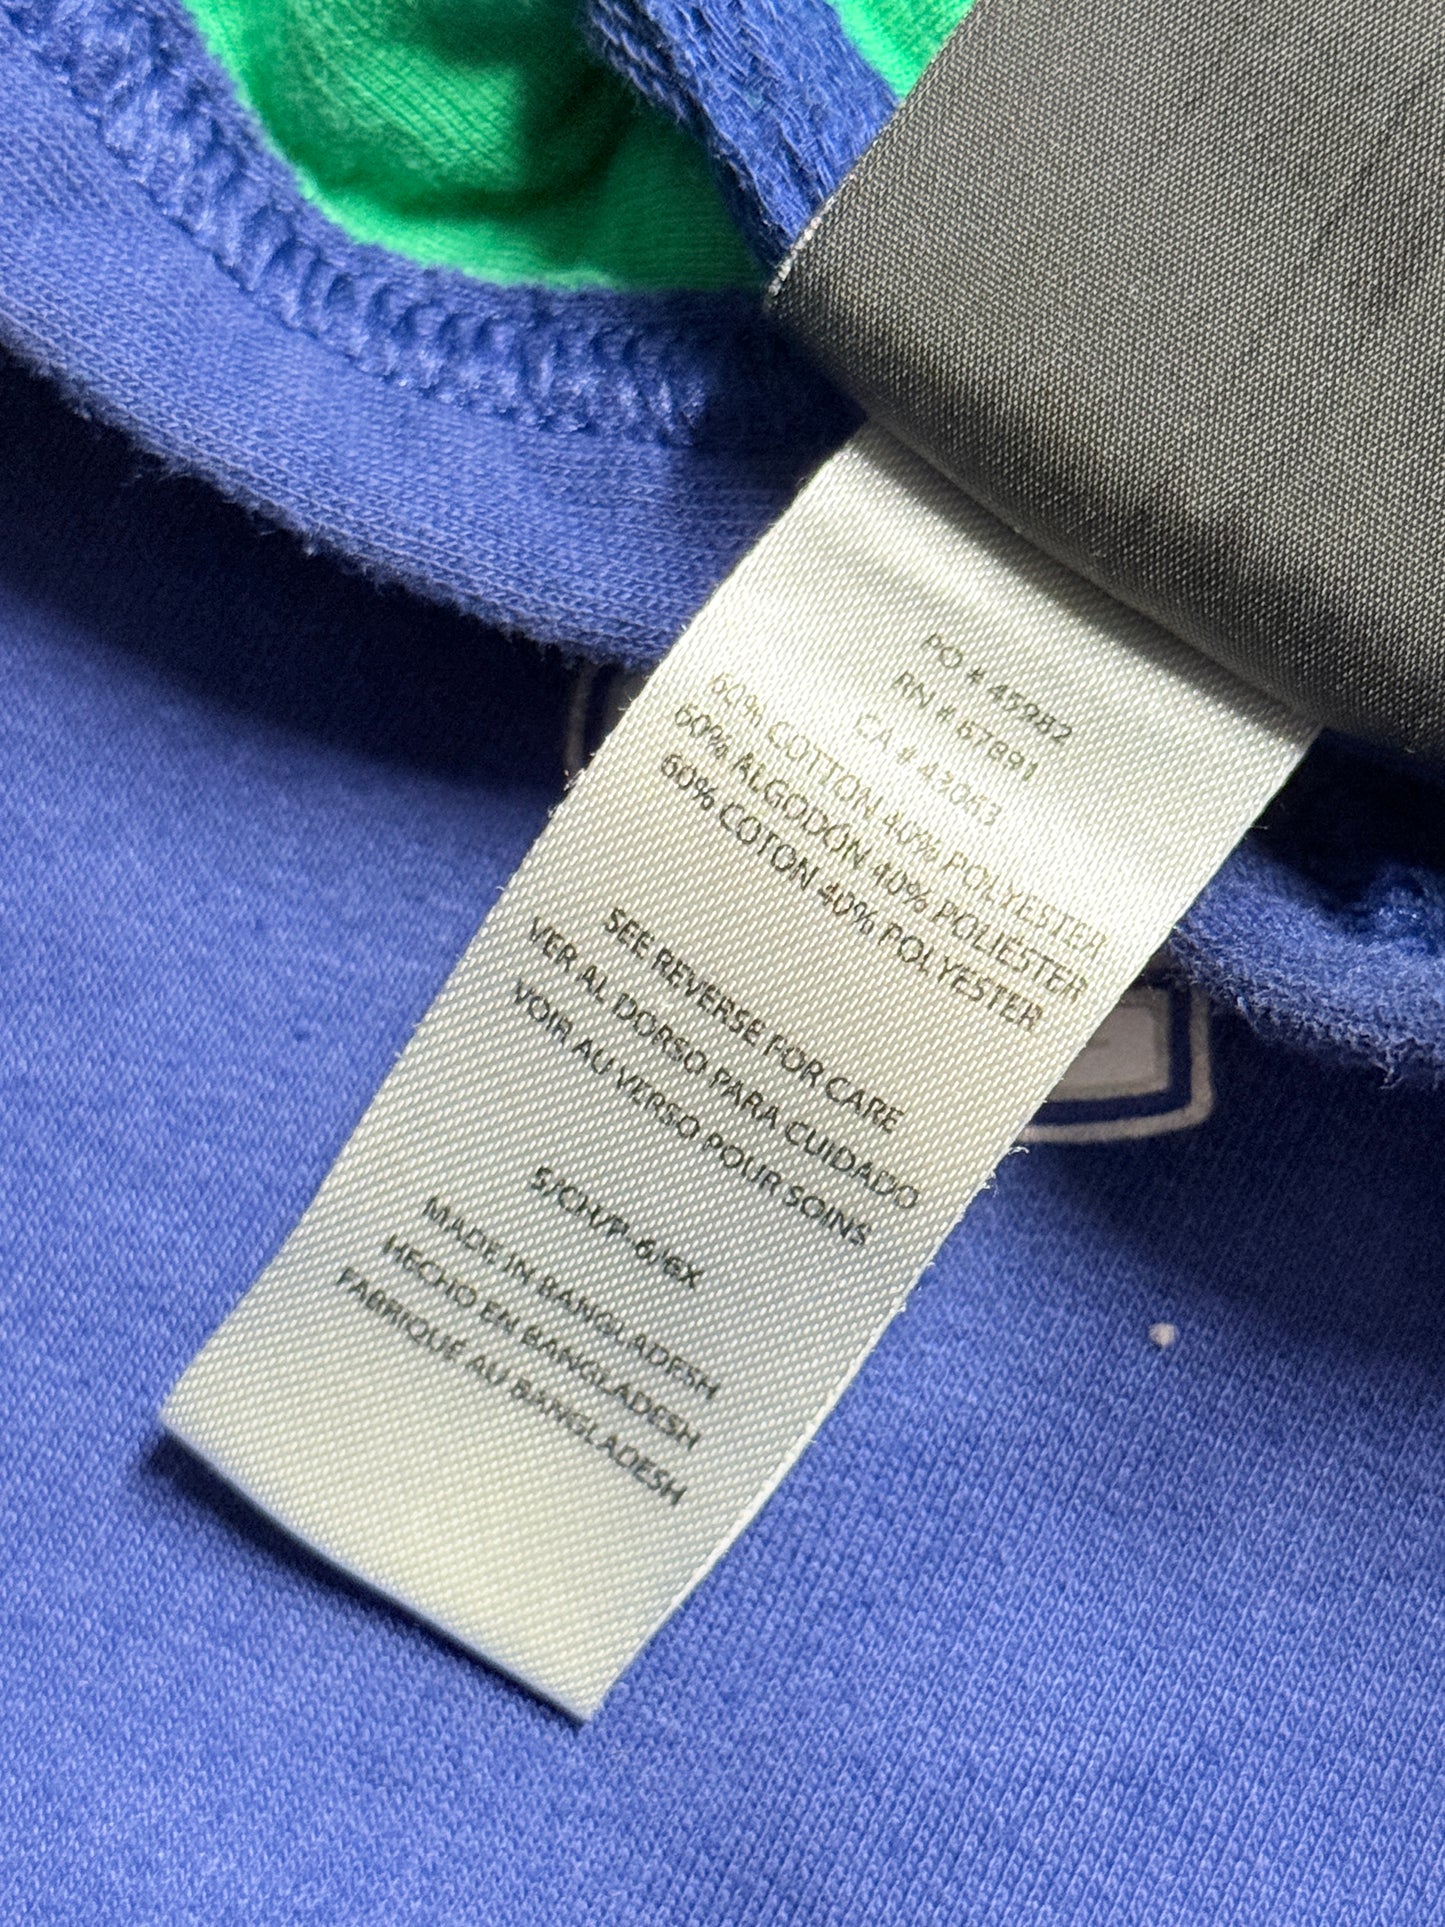 PO # 45982
RN # 67891
CA # 43063
60% COTTON 40% POLYESTER
60% ALGODÓN 40% POLIÉSTER
60% COTON 40% POLYESTER
SEE REVERSE FOR CARE
VER AL DORSO PARA CUIDADO
VOIR AU VERSO POUR SOINS
S/CH/P-6/6X
MADE IN BANGLADESH
HECHO EN BANGLADESH
FABRIQUÉ AU BANGLADESH